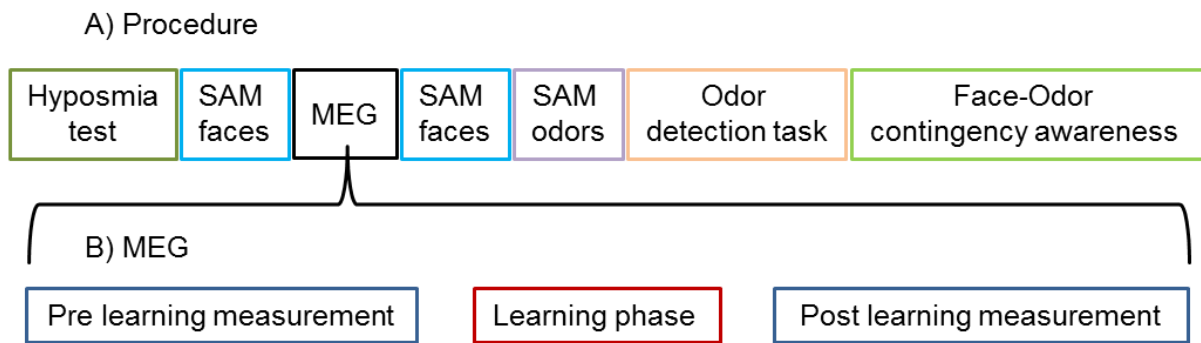 A) Procedure
Hyposmia
test
SAM
faces
MEG
SAM
faces
SAM
odors
Odor
detection task
Face-Odor
contingency awareness
B) MEG
Pre learning measurement
Learning phase
Post learning measurement